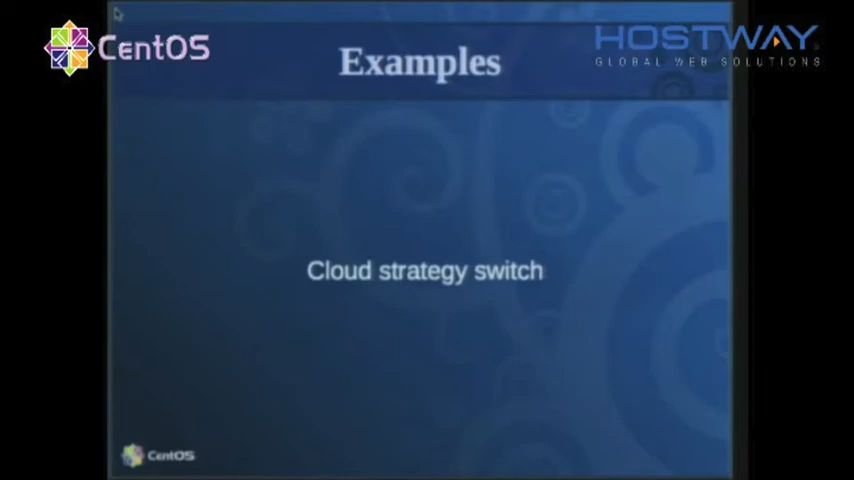 CentOS
HOSTWAY
GLOBAL WEB SOLUTIONS
Examples
Cloud strategy switch
CentOS